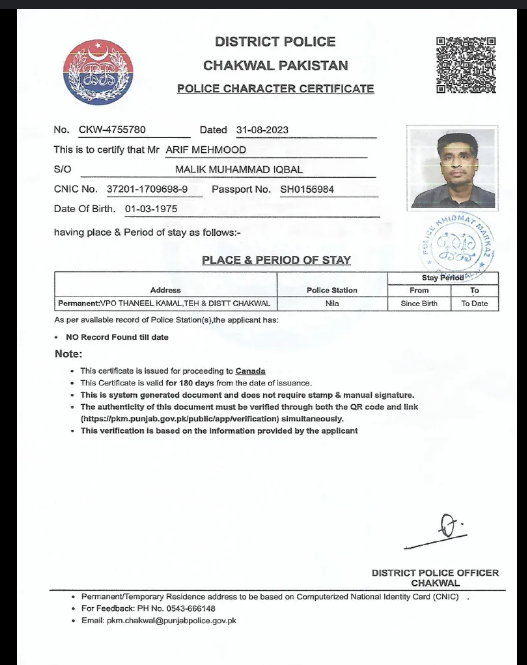 DISTRICT POLICE
CHAKWAL PAKISTAN
POLICE CHARACTER CERTIFICATE
No. CKW-4755780 Dated 31-08-2023
This is to certify that Mr ARIF MEHMOOD
S/O MALIK MUHAMMAD IQBAL
CNIC No. 37201-1709698-9 Passport No. SH0156984
Date Of Birth. 01-03-1975
having place & Period of stay as follows:-
POLICE KHIDMAT MARKAZ
PLACE & PERIOD OF STAY
Stay Period
Address Police Station From To
Permanent:VPO THANEEL KAMAL,TEH & DISTT CHAKWAL Nila Since Birth To Date
As per available record of Police Station(s),the applicant has:
• NO Record Found till date
Note:
• This certificate is issued for proceeding to Canada
• This Certificate is valid for 180 days from the date of issuance.
• This is system generated document and does not require stamp & manual signature.
• The authenticity of this document must be verified through both the QR code and link
(https://pkm.punjab.gov.pk/public/app/verification) simultaneously.
• This verification is based on the information provided by the applicant
DISTRICT POLICE OFFICER
CHAKWAL
• Permanent/Temporary Residence address to be based on Computerized National Identity Card (CNIC) .
• For Feedback: PH No. 0543-666148
• Email: pkm.chakwal@punjabpolice.gov.pk